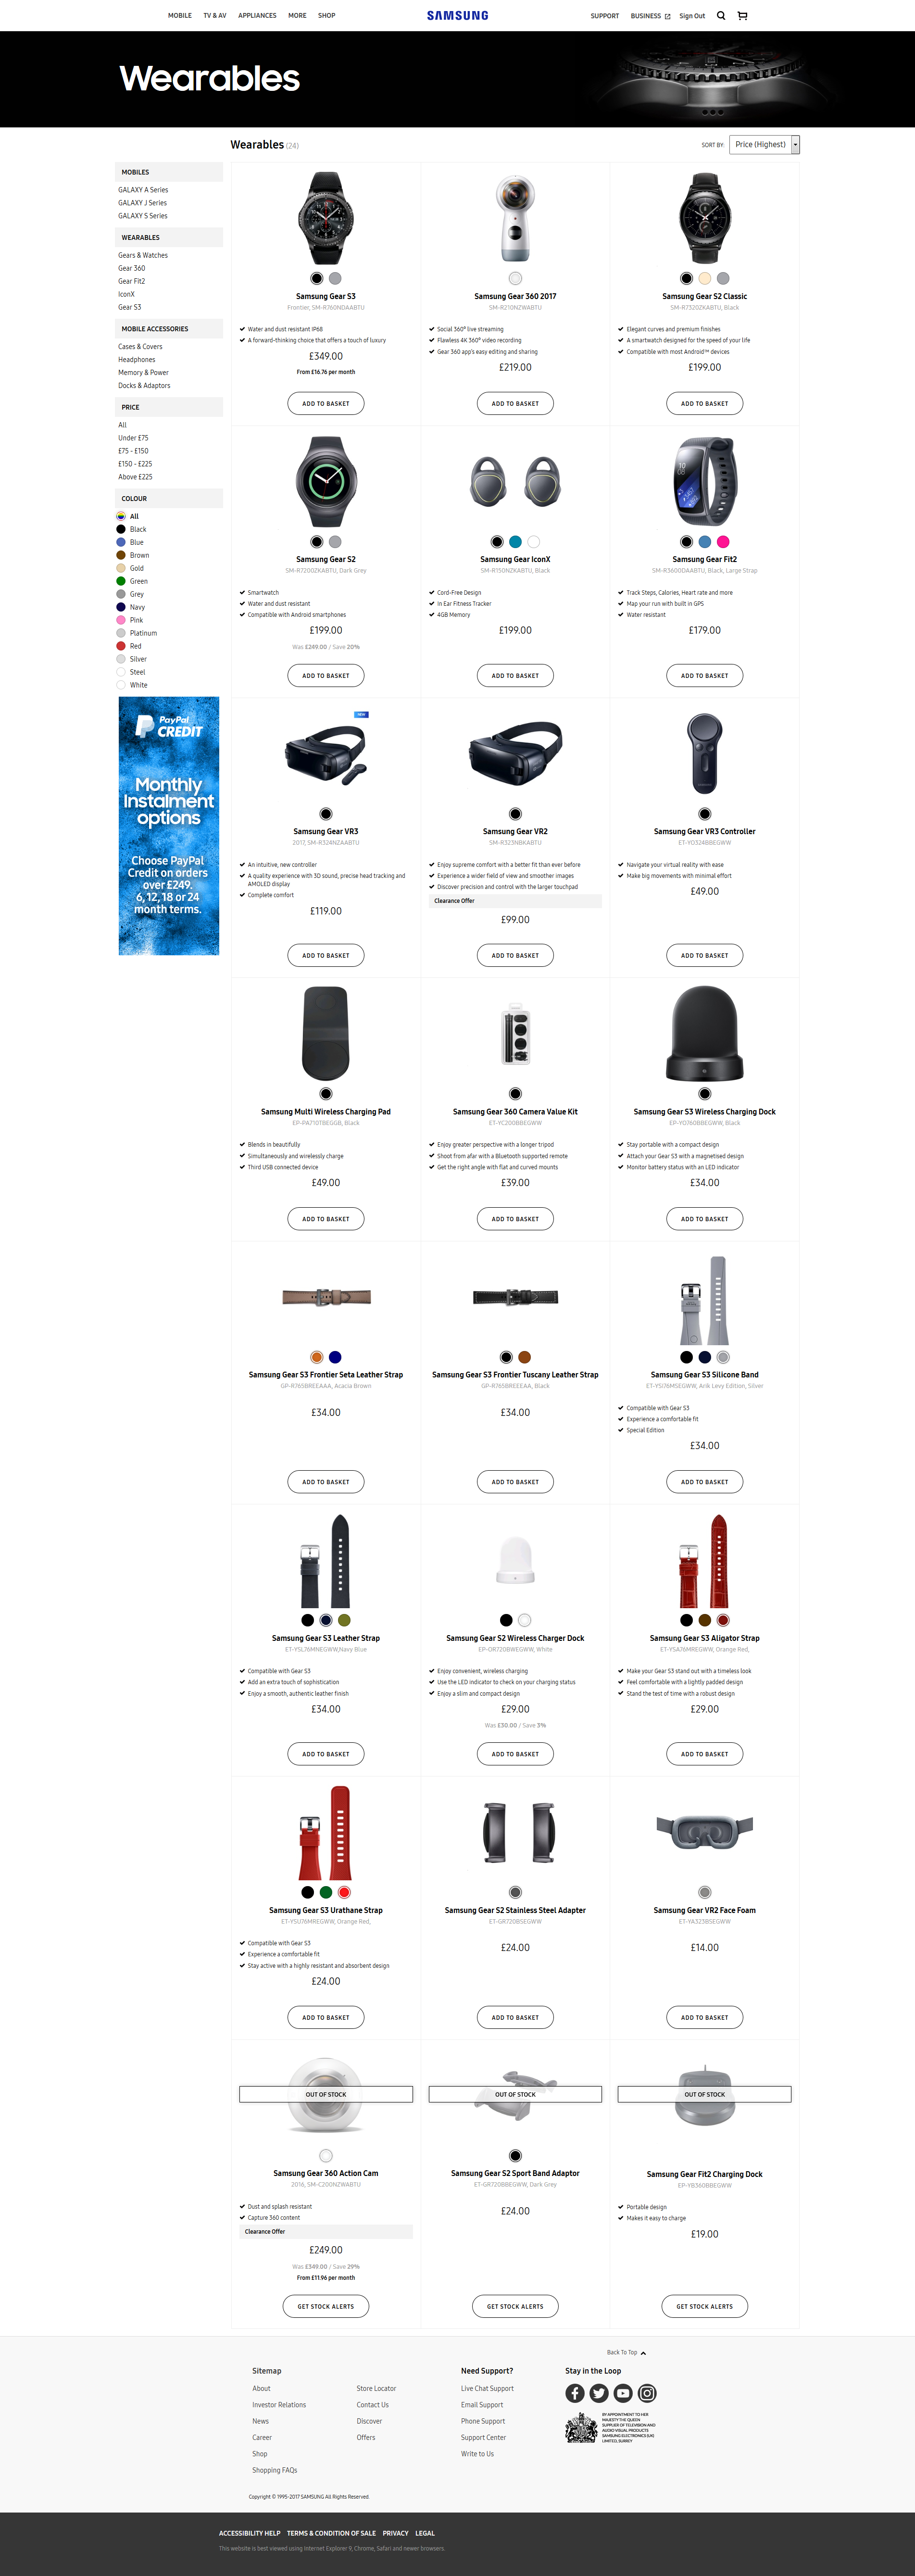 MOBILE TV & AV APPLIANCES MORE SHOP
SAMSUNG
SUPPORT BUSINESS Sign Out
Wearables
Wearables (24)
SORT BY: Price (Highest)
MOBILES
GALAXY A Series
GALAXY J Series
GALAXY S Series
WEARABLES
Gears & Watches
Gear 360
Gear Fit2
IconX
Gear S3
MOBILE ACCESSORIES
Cases & Covers
Headphones
Memory & Power
Docks & Adaptors
PRICE
All
Under £75
£75 - £150
£150 - £225
Above £225
COLOUR
All
Black
Blue
Brown
Gold
Green
Grey
Navy
Pink
Platinum
Red
Silver
Steel
White
PayPal
CREDIT
Monthly
Instalment
options
Choose PayPal
Credit on orders
over £249.
6, 12, 18 or 24
month terms.
Samsung Gear S3
Frontier, SM-R760NDAABTU
Water and dust resistant IP68
A forward-thinking choice that offers a touch of luxury
£349.00
From £16.76 per month
ADD TO BASKET
Samsung Gear 360 2017
SM-R210NZWABTU
Social 360° live streaming
Flawless 4K 360° video recording
Gear 360 app's easy editing and sharing
£219.00
ADD TO BASKET
Samsung Gear S2 Classic
SM-R7320ZKABTU, Black
Elegant curves and premium finishes
A smartwatch designed for the speed of your life
Compatible with most Android™ devices
£199.00
ADD TO BASKET
Samsung Gear S2
SM-R7200ZKABTU, Dark Grey
Smartwatch
Water and dust resistant
Compatible with Android smartphones
£199.00
Was £249.00 / Save 20%
ADD TO BASKET
Samsung Gear IconX
SM-R150NZKABTU, Black
Cord-Free Design
In Ear Fitness Tracker
4GB Memory
£199.00
ADD TO BASKET
Samsung Gear Fit2
SM-R3600DAABTU, Black, Large Strap
Track Steps, Calories, Heart rate and more
Map your run with built in GPS
Water resistant
£179.00
ADD TO BASKET
NEW
Samsung Gear VR3
2017, SM-R324NZAABTU
An intuitive, new controller
A quality experience with 3D sound, precise head tracking and
AMOLED display
Complete comfort
£119.00
ADD TO BASKET
Samsung Gear VR2
SM-R323NBKABTU
Enjoy supreme comfort with a better fit than ever before
Experience a wider field of view and smoother images
Discover precision and control with the larger touchpad
Clearance Offer
£99.00
ADD TO BASKET
Samsung Gear VR3 Controller
ET-YO324BBEGWW
Navigate your virtual reality with ease
Make big movements with minimal effort
£49.00
ADD TO BASKET
Samsung Multi Wireless Charging Pad
EP-PA710TBEGGB, Black
Blends in beautifully
Simultaneously and wirelessly charge
Third USB connected device
£49.00
ADD TO BASKET
Samsung Gear 360 Camera Value Kit
ET-YC200BBEGWW
Enjoy greater perspective with a longer tripod
Shoot from afar with a Bluetooth supported remote
Get the right angle with flat and curved mounts
£39.00
ADD TO BASKET
Samsung Gear S3 Wireless Charging Dock
EP-YO760BBEGWW, Black
Stay portable with a compact design
Attach your Gear S3 with a magnetised design
Monitor battery status with an LED indicator
£34.00
ADD TO BASKET
Samsung Gear S3 Frontier Seta Leather Strap
GP-R765BREEAAA, Acacia Brown
£34.00
ADD TO BASKET
Samsung Gear S3 Frontier Tuscany Leather Strap
GP-R765BREEEAA, Black
£34.00
ADD TO BASKET
Samsung Gear S3 Silicone Band
ET-YSI76MSEGWW, Arik Levy Edition, Silver
Compatible with Gear S3
Experience a comfortable fit
Special Edition
£34.00
ADD TO BASKET
Samsung Gear S3 Leather Strap
ET-YSL76MNEGWW,Navy Blue
Compatible with Gear S3
Add an extra touch of sophistication
Enjoy a smooth, authentic leather finish
£34.00
ADD TO BASKET
Samsung Gear S2 Wireless Charger Dock
EP-OR720BWEGWW, White
Enjoy convenient, wireless charging
Use the LED indicator to check on your charging status
Enjoy a slim and compact design
£29.00
Was £30.00 / Save 3%
ADD TO BASKET
Samsung Gear S3 Aligator Strap
ET-YSA76MREGWW, Orange Red,
Make your Gear S3 stand out with a timeless look
Feel comfortable with a lightly padded design
Stand the test of time with a robust design
£29.00
ADD TO BASKET
Samsung Gear S3 Urathane Strap
ET-YSU76MREGWW, Orange Red,
Compatible with Gear S3
Experience a comfortable fit
Stay active with a highly resistant and absorbent design
£24.00
ADD TO BASKET
Samsung Gear S2 Stainless Steel Adapter
ET-GR720BSEGWW
£24.00
ADD TO BASKET
Samsung Gear VR2 Face Foam
ET-YA323BSEGWW
£14.00
ADD TO BASKET
OUT OF STOCK
Samsung Gear 360 Action Cam
2016, SM-C200NZWABTU
Dust and splash resistant
Capture 360 content
Clearance Offer
£249.00
Was £349.00 / Save 29%
From £11.96 per month
GET STOCK ALERTS
OUT OF STOCK
Samsung Gear S2 Sport Band Adaptor
ET-GR720BBEGWW, Dark Grey
£24.00
GET STOCK ALERTS
OUT OF STOCK
Samsung Gear Fit2 Charging Dock
EP-YB360BBEGWW
Portable design
Makes it easy to charge
£19.00
GET STOCK ALERTS
Back To Top
Sitemap
About
Investor Relations
News
Career
Shop
Shopping FAQs
Store Locator
Contact Us
Discover
Offers
Need Support?
Live Chat Support
Email Support
Phone Support
Support Center
Write to Us
Stay in the Loop
BY APPOINTMENT TO HER
MAJESTY THE QUEEN
SUPPLIER OF TELEVISION AND
AUDIO VISUAL PRODUCTS
SAMSUNG ELECTRONICS (UK)
LIMITED, SURREY
Copyright © 1995-2017 SAMSUNG All Rights Reserved.
ACCESSIBILITY HELP TERMS & CONDITION OF SALE PRIVACY LEGAL
This website is best viewed using Internet Explorer 9, Chrome, Safari and newer browsers.